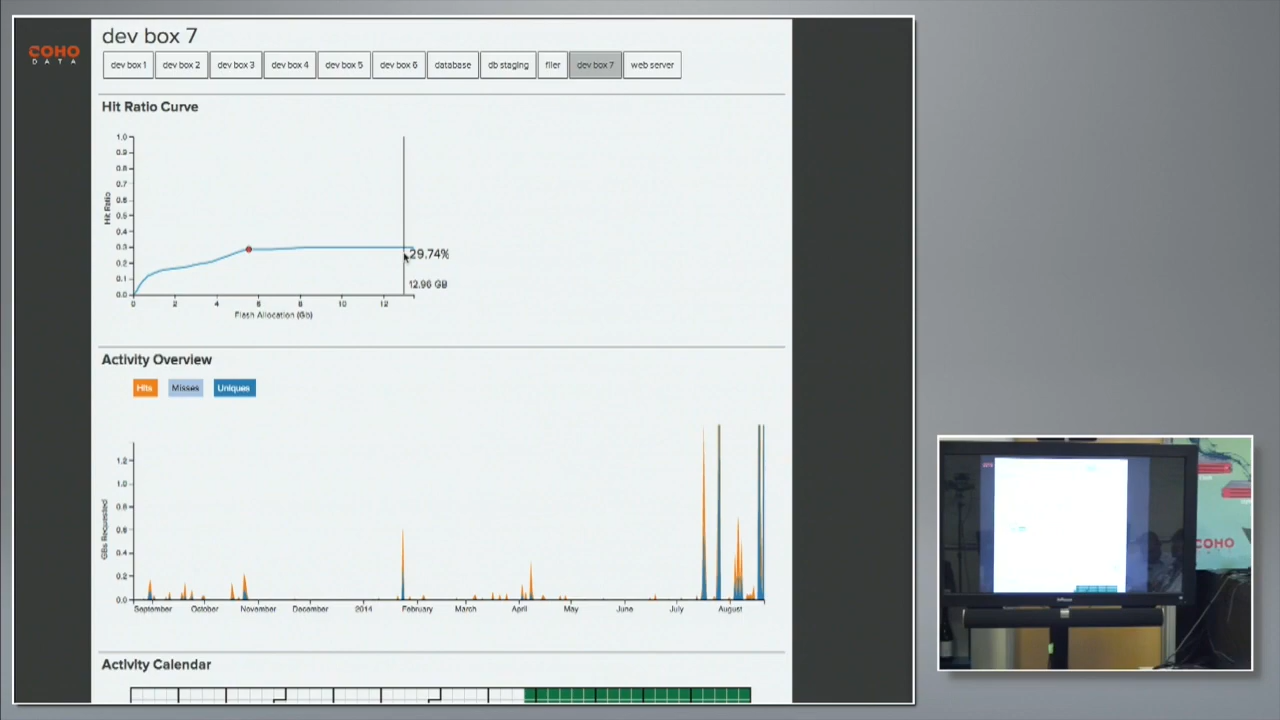 dev box 7
COHO
DATA
dev box 1 dev box 2 dev box 3 dev box 4 dev box 5 dev box 6 database db staging filer dev box 7 web server
Hit Ratio Curve
1.0
0.9
0.8
0.7
0.6
0.5
0.4
0.3
0.2
0.1
0.0
Hit Ratio
29.74%
12.96 GB
0 2 4 6 8 10 12
Flash Allocation (Gb)
Activity Overview
Hits Misses Uniques
1.2
1.0
0.8
0.6
0.4
0.2
0.0
GBs Requested
September October November December 2014 February March April May June July August
Activity Calendar
COHO